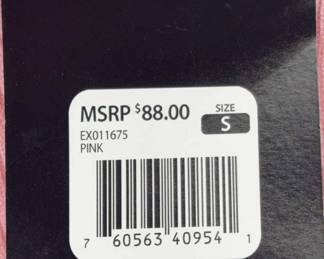 MSRP $88.00 SIZE
S
EX011675
PINK
7 60563 40954 1